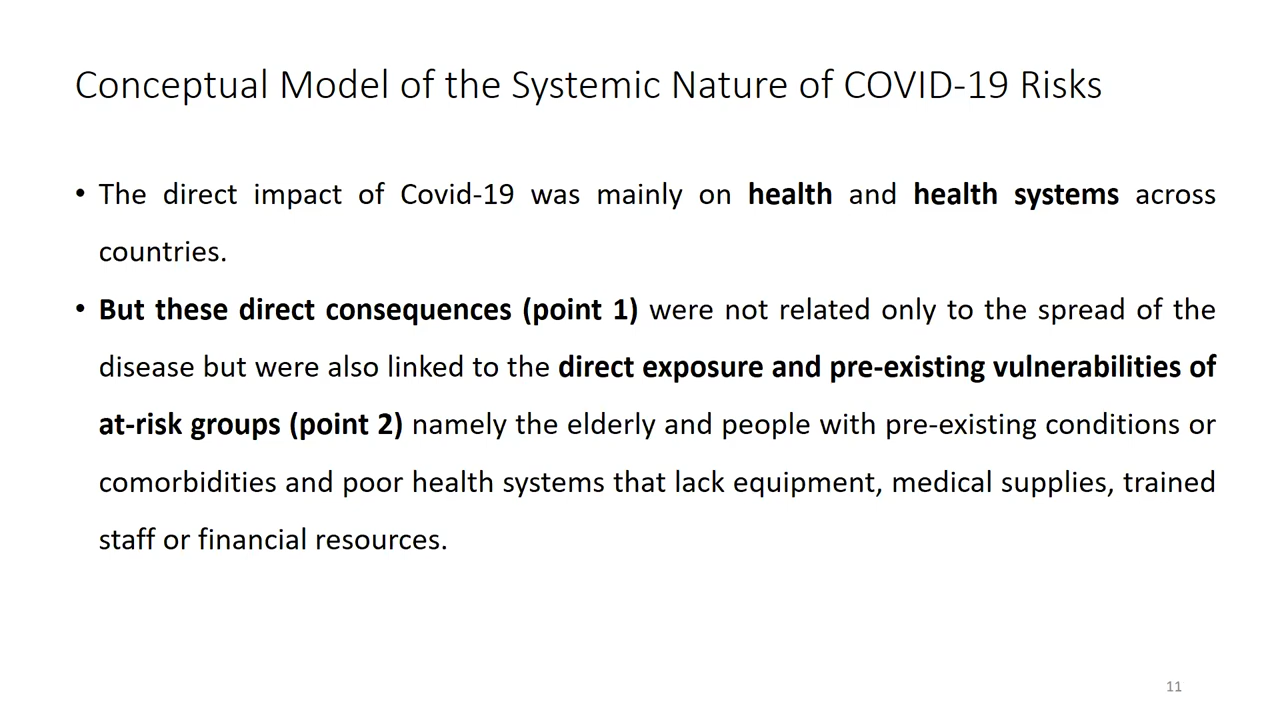 Conceptual Model of the Systemic Nature of COVID-19 Risks
• The direct impact of Covid-19 was mainly on health and health systems across
countries.
• But these direct consequences (point 1) were not related only to the spread of the
disease but were also linked to the direct exposure and pre-existing vulnerabilities of
at-risk groups (point 2) namely the elderly and people with pre-existing conditions or
comorbidities and poor health systems that lack equipment, medical supplies, trained
staff or financial resources.
11